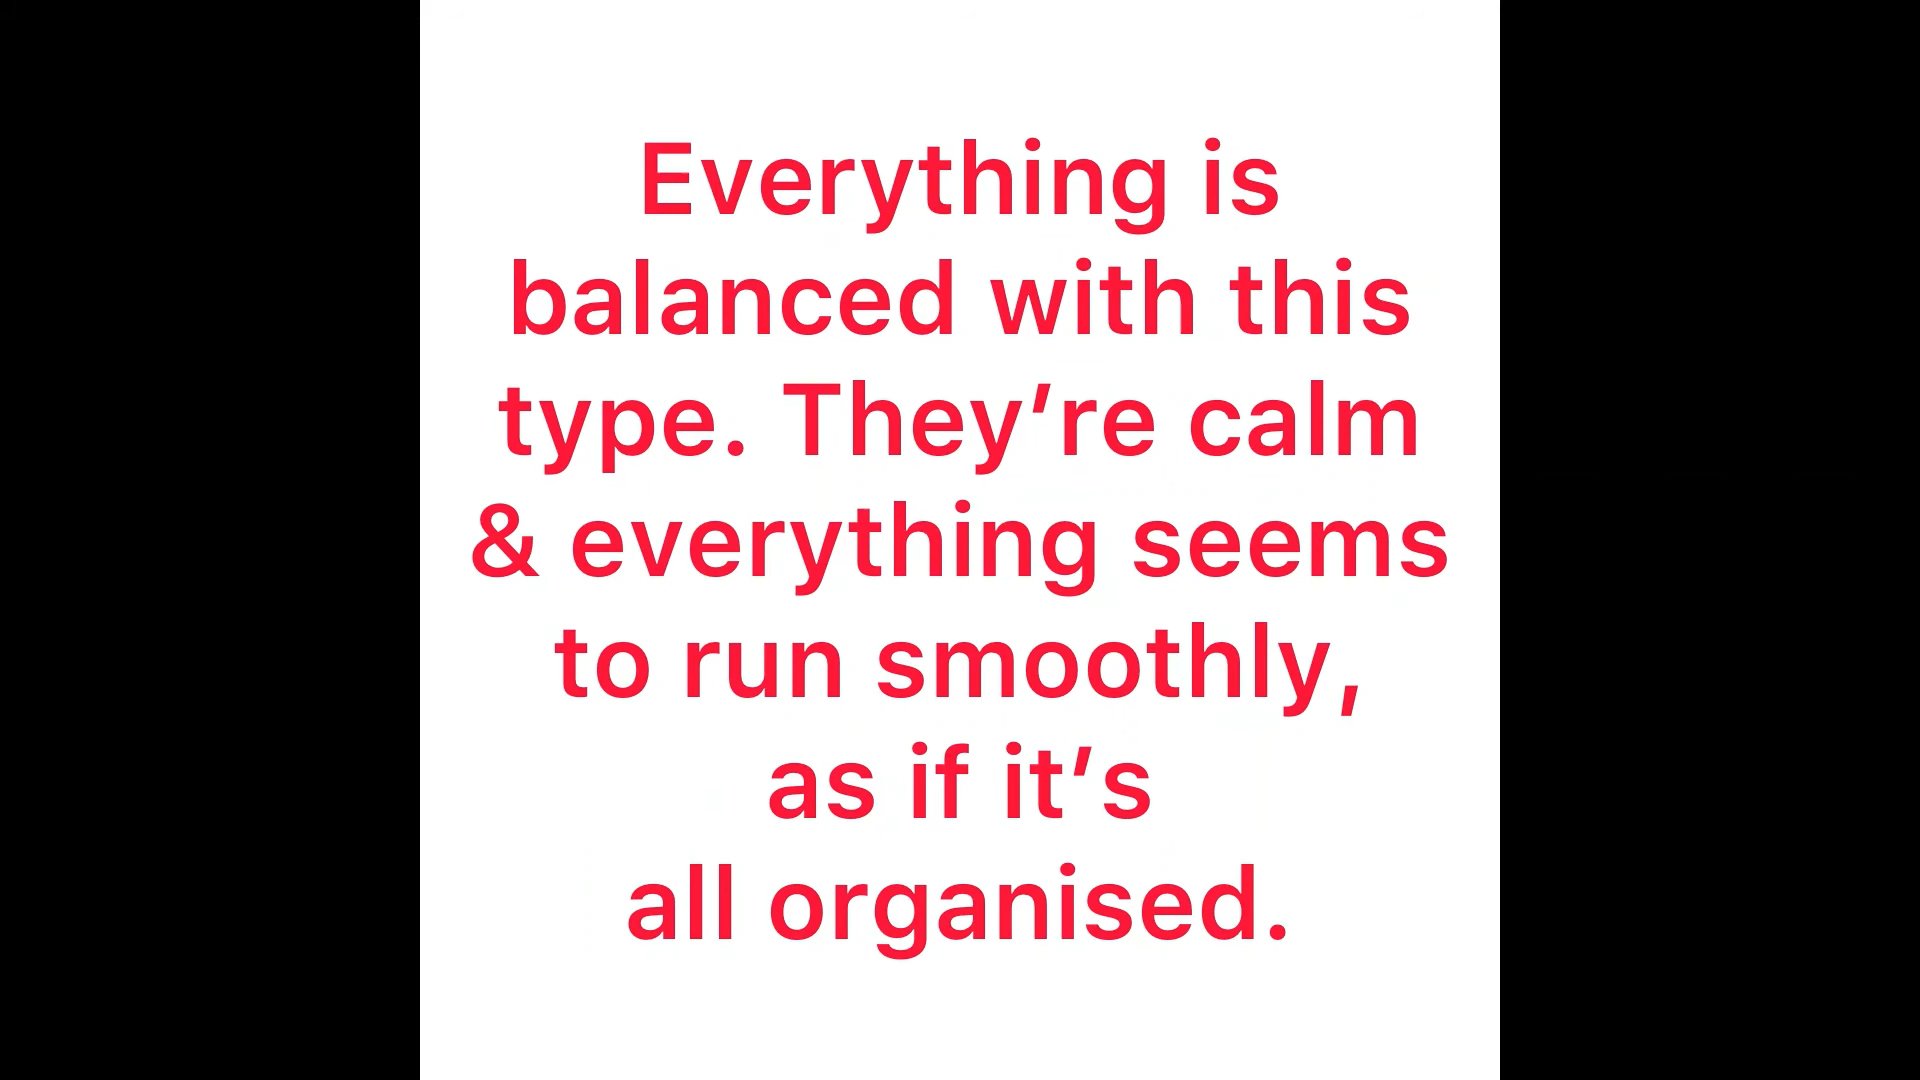 Everything is
balanced with this
type. They’re calm
& everything seems
to run smoothly,
as if it’s
all organised.